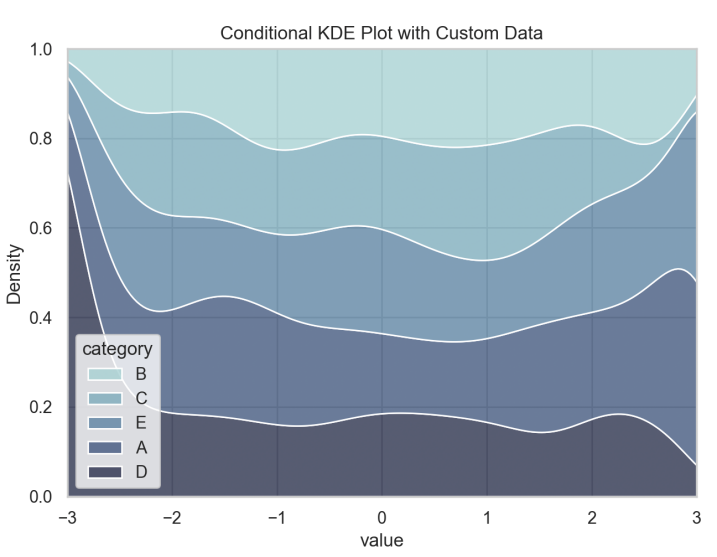 Conditional KDE Plot with Custom Data
1.0
0.8
0.6
0.4
0.2
0.0
Density
category
B
C
E
A
D
−3
−2
−1
0
1
2
3
value